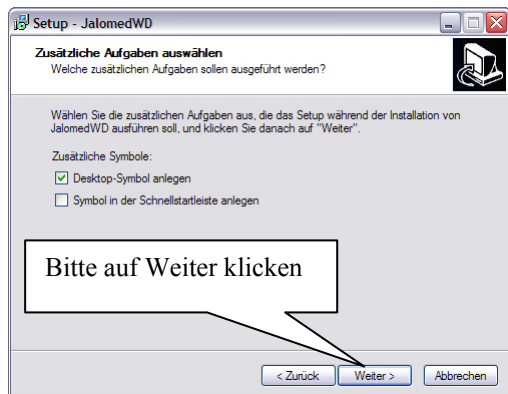 Setup - JalomedWD
Zusätzliche Aufgaben auswählen
Welche zusätzlichen Aufgaben sollen ausgeführt werden?
Wählen Sie die zusätzlichen Aufgaben aus, die das Setup während der Installation von
JalomedWD ausführen soll, und klicken Sie danach auf "Weiter".
Zusätzliche Symbole:
Desktop-Symbol anlegen
Symbol in der Schnellstartleiste anlegen
Bitte auf Weiter klicken
< Zurück Weiter > Abbrechen